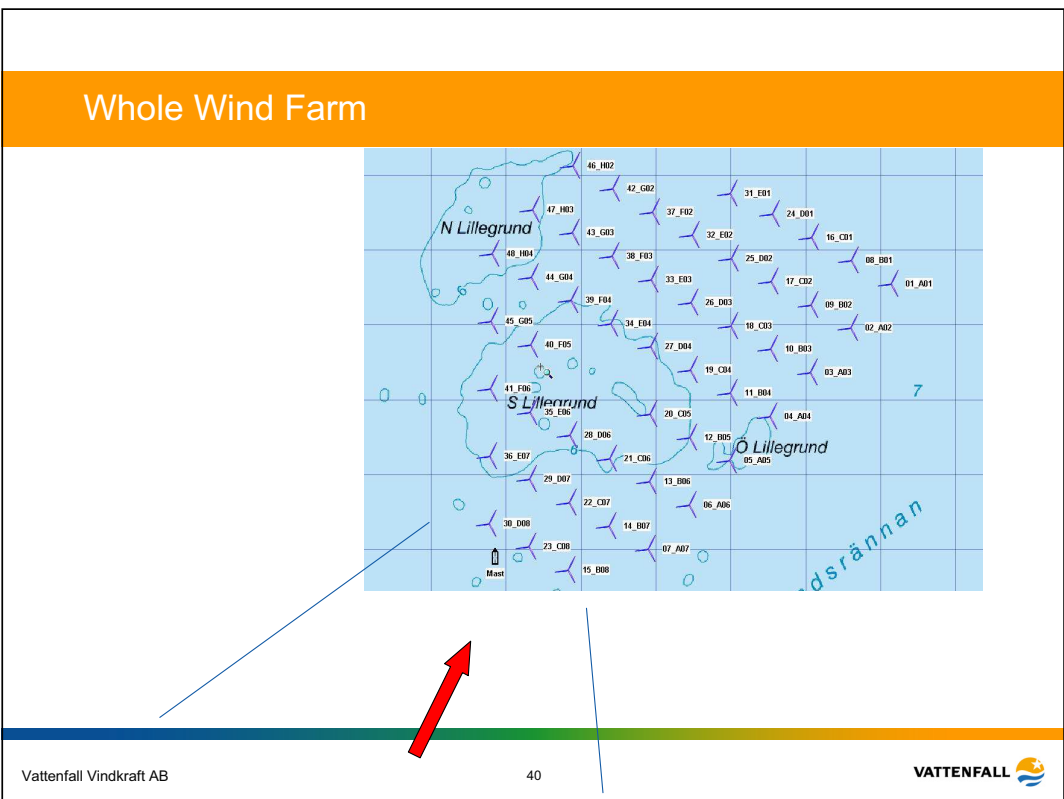 Whole Wind Farm
46_H02
42_G02
31_E01
47_H03
37_F02
24_D01
N Lillegrund
43_G03
32_E02
16_C01
48_H04
38_F03
25_D02
08_B01
44_G04
33_E03
17_C02
01_A01
39_F04
26_D03
09_B02
45_G05
34_E04
18_C03
02_A02
40_F05
27_D04
10_B03
19_C04
03_A03
41_F06
11_B04
7
S Lillegrund
35_E06
20_C05
04_A04
28_D06
12_B05
Ö Lillegrund
36_E07
21_C06
05_A05
29_D07
13_B06
22_C07
06_A06
30_D08
14_B07
dsrännan
23_C08
07_A07
Mast
15_B08
Vattenfall Vindkraft AB
40
VATTENFALL